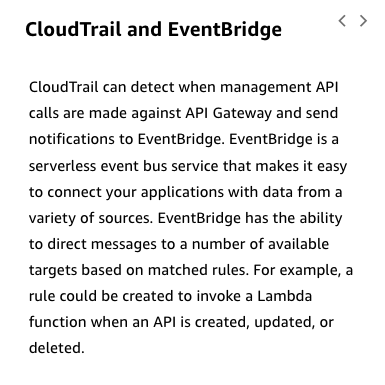 CloudTrail and EventBridge
CloudTrail can detect when management API
calls are made against API Gateway and send
notifications to EventBridge. EventBridge is a
serverless event bus service that makes it easy
to connect your applications with data from a
variety of sources. EventBridge has the ability
to direct messages to a number of available
targets based on matched rules. For example, a
rule could be created to invoke a Lambda
function when an API is created, updated, or
deleted.